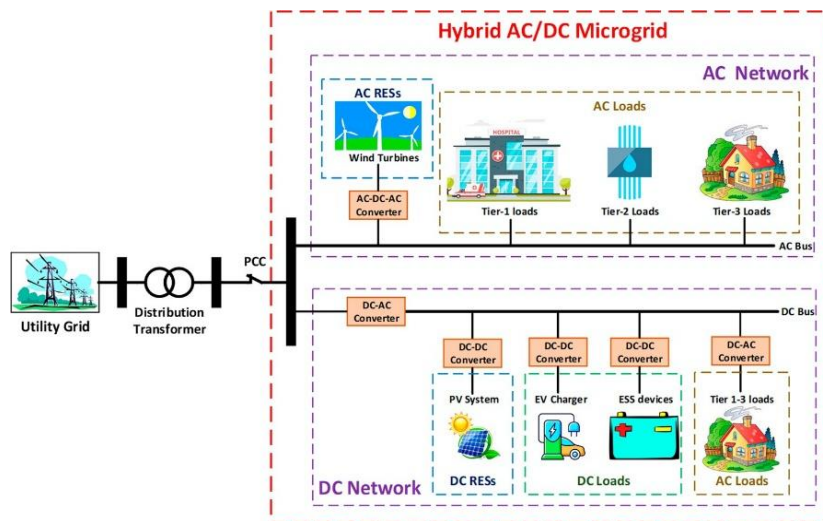 Hybrid AC/DC Microgrid
AC Network
AC RESs
Wind Turbines
AC-DC-AC
Converter
AC Loads
HOSPITAL
Tier-1 loads
Tier-2 Loads
Tier-3 Loads
AC Bus
PCC
Utility Grid
Distribution
Transformer
DC-AC
Converter
DC Bus
DC-DC
Converter
DC-DC
Converter
DC-DC
Converter
DC-AC
Converter
PV System
EV Charger
ESS devices
Tier 1-3 loads
DC RESs
DC Loads
AC Loads
DC Network